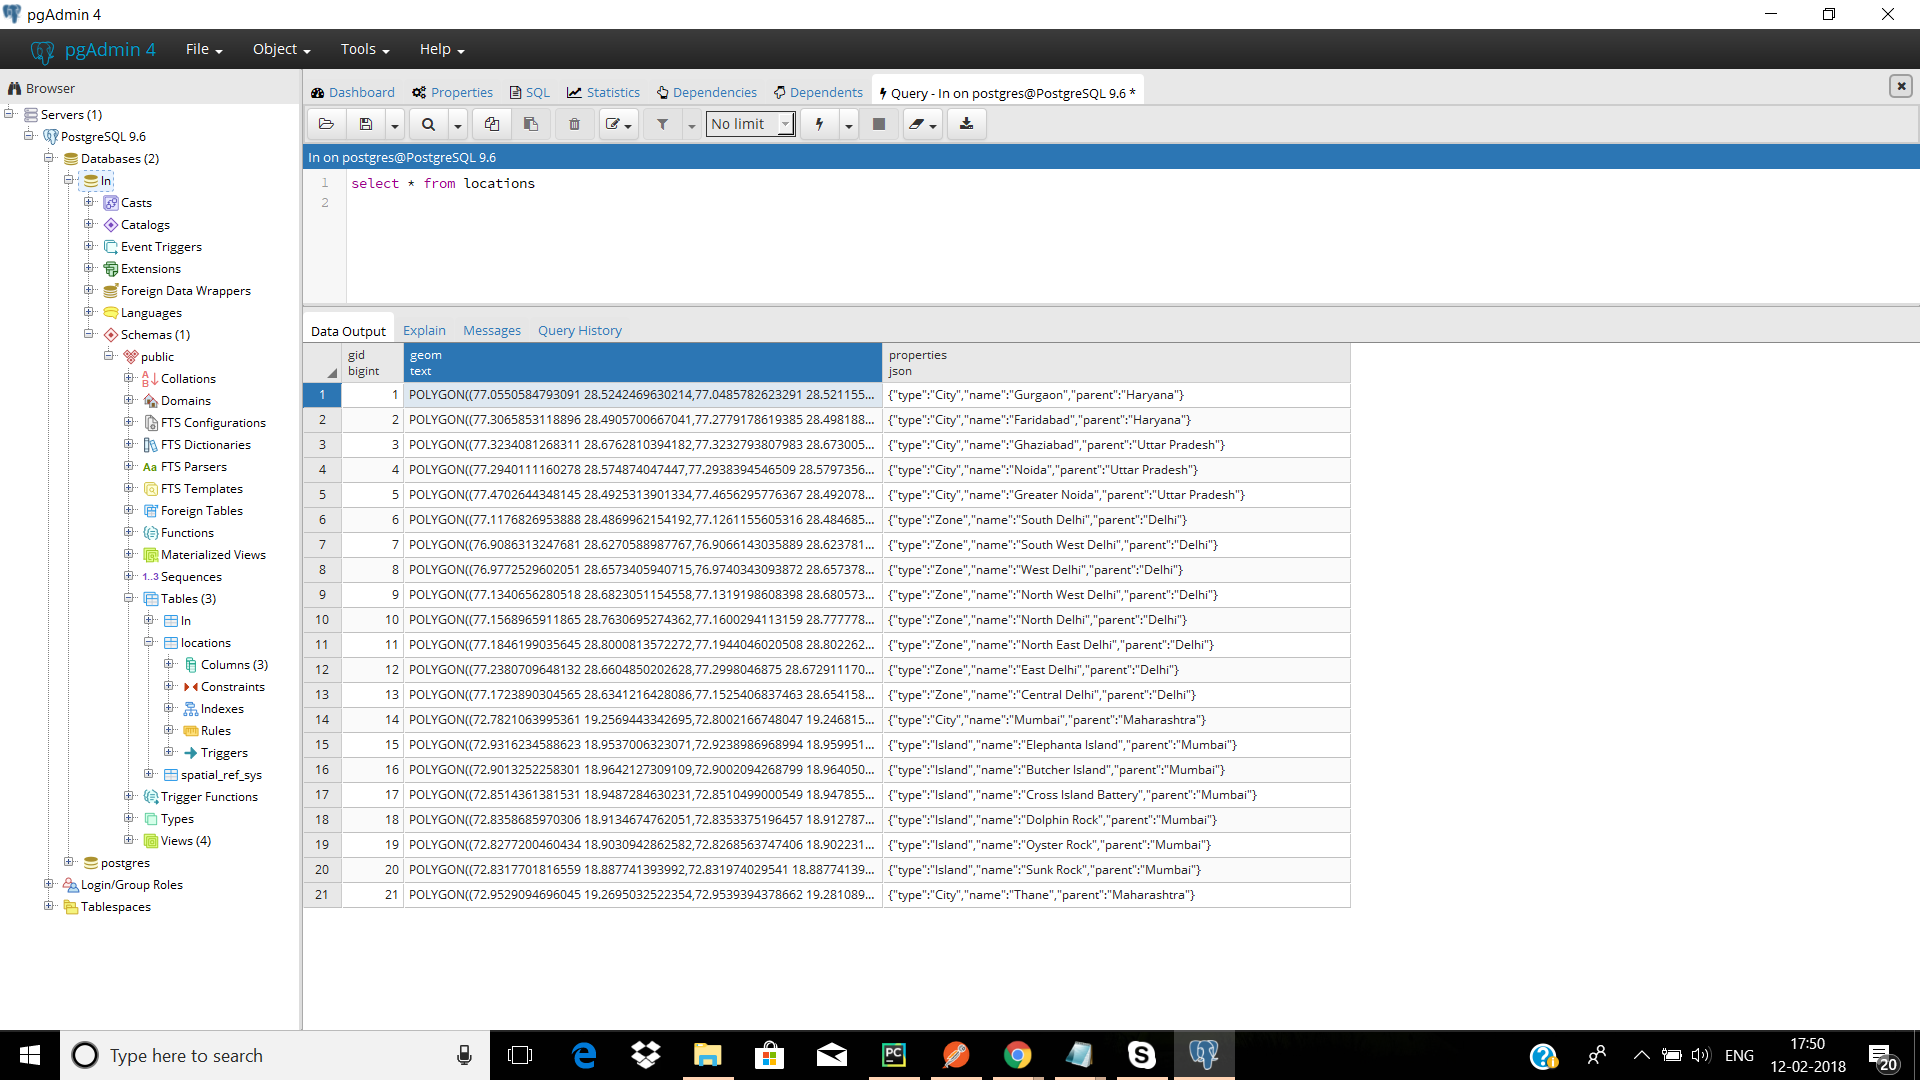 pgAdmin 4
pgAdmin 4 File Object Tools Help
Browser
Servers (1)
PostgreSQL 9.6
Databases (2)
In
Casts
Catalogs
Event Triggers
Extensions
Foreign Data Wrappers
Languages
Schemas (1)
public
Collations
Domains
FTS Configurations
FTS Dictionaries
Aa FTS Parsers
FTS Templates
Foreign Tables
Functions
Materialized Views
1..3 Sequences
Tables (3)
In
locations
Columns (3)
Constraints
Indexes
Rules
Triggers
spatial_ref_sys
Trigger Functions
Types
Views (4)
postgres
Login/Group Roles
Tablespaces
Dashboard Properties SQL Statistics Dependencies Dependents Query - In on postgres@PostgreSQL 9.6 *
No limit
In on postgres@PostgreSQL 9.6
1 select * from locations
2
Data Output Explain Messages Query History
gid geom properties
bigint text json
1 1 POLYGON((77.0550584793091 28.5242469630214,77.0485782623291 28.521155... {"type":"City","name":"Gurgaon","parent":"Haryana"}
2 2 POLYGON((77.3065853118896 28.4905700667041,77.2779178619385 28.498188... {"type":"City","name":"Faridabad","parent":"Haryana"}
3 3 POLYGON((77.3234081268311 28.6762810394182,77.3232793807983 28.673005... {"type":"City","name":"Ghaziabad","parent":"Uttar Pradesh"}
4 4 POLYGON((77.2940111160278 28.574874047447,77.2938394546509 28.5797356... {"type":"City","name":"Noida","parent":"Uttar Pradesh"}
5 5 POLYGON((77.4702644348145 28.4925313901334,77.4656295776367 28.492078... {"type":"City","name":"Greater Noida","parent":"Uttar Pradesh"}
6 6 POLYGON((77.1176826953888 28.4869962154192,77.1261155605316 28.484685... {"type":"Zone","name":"South Delhi","parent":"Delhi"}
7 7 POLYGON((76.9086313247681 28.6270588987767,76.9066143035889 28.623781... {"type":"Zone","name":"South West Delhi","parent":"Delhi"}
8 8 POLYGON((76.9772529602051 28.6573405940715,76.9740343093872 28.657378... {"type":"Zone","name":"West Delhi","parent":"Delhi"}
9 9 POLYGON((77.1340656280518 28.6823051154558,77.1319198608398 28.680573... {"type":"Zone","name":"North West Delhi","parent":"Delhi"}
10 10 POLYGON((77.1568965911865 28.7630695274362,77.1600294113159 28.777778... {"type":"Zone","name":"North Delhi","parent":"Delhi"}
11 11 POLYGON((77.1846199035645 28.8000813572272,77.1944046020508 28.802262... {"type":"Zone","name":"North East Delhi","parent":"Delhi"}
12 12 POLYGON((77.2380709648132 28.6604850202628,77.2998046875 28.672911170... {"type":"Zone","name":"East Delhi","parent":"Delhi"}
13 13 POLYGON((77.1723890304565 28.6341216428086,77.1525406837463 28.654158... {"type":"Zone","name":"Central Delhi","parent":"Delhi"}
14 14 POLYGON((72.7821063995361 19.2569443342695,72.8002166748047 19.246815... {"type":"City","name":"Mumbai","parent":"Maharashtra"}
15 15 POLYGON((72.9316234588623 18.9537006323071,72.9238986968994 18.959951... {"type":"Island","name":"Elephanta Island","parent":"Mumbai"}
16 16 POLYGON((72.9013252258301 18.9642127309109,72.9002094268799 18.964050... {"type":"Island","name":"Butcher Island","parent":"Mumbai"}
17 17 POLYGON((72.8514361381531 18.9487284630231,72.8510499000549 18.947855... {"type":"Island","name":"Cross Island Battery","parent":"Mumbai"}
18 18 POLYGON((72.8358685970306 18.9134674762051,72.8353375196457 18.912787... {"type":"Island","name":"Dolphin Rock","parent":"Mumbai"}
19 19 POLYGON((72.8277200460434 18.9030942862582,72.8268563747406 18.902231... {"type":"Island","name":"Oyster Rock","parent":"Mumbai"}
20 20 POLYGON((72.8317701816559 18.887741393992,72.831974029541 18.88774139... {"type":"Island","name":"Sunk Rock","parent":"Mumbai"}
21 21 POLYGON((72.9529094696045 19.2695032522354,72.9539394378662 19.281089... {"type":"City","name":"Thane","parent":"Maharashtra"}
Type here to search
ENG
17:50
12-02-2018
20